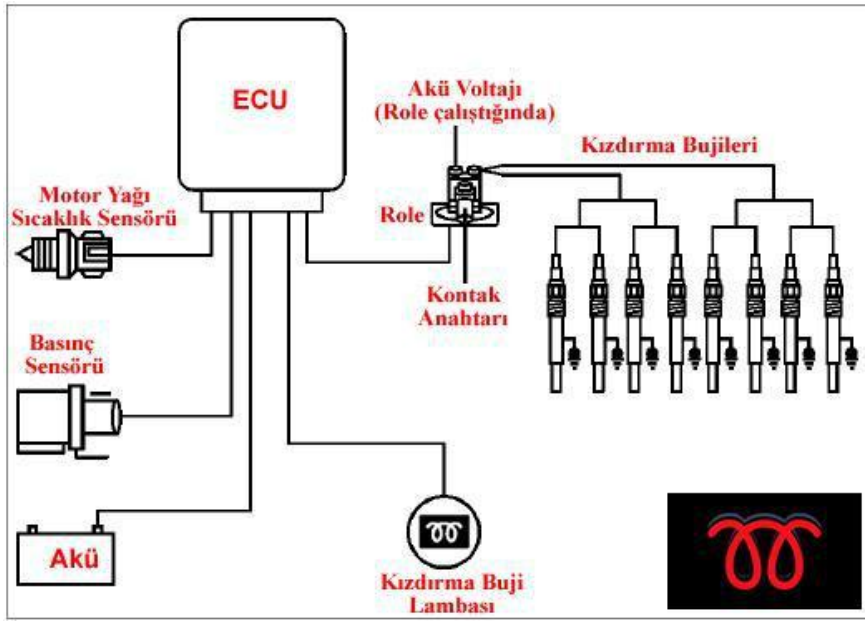 ECU
Akü Voltajı
(Role çalıştığında)
Kızdırma Bujileri
Motor Yağı
Sıcaklık Sensörü
Role
Kontak
Anahtarı
Basınç
Sensörü
Akü
Kızdırma Buji
Lambası